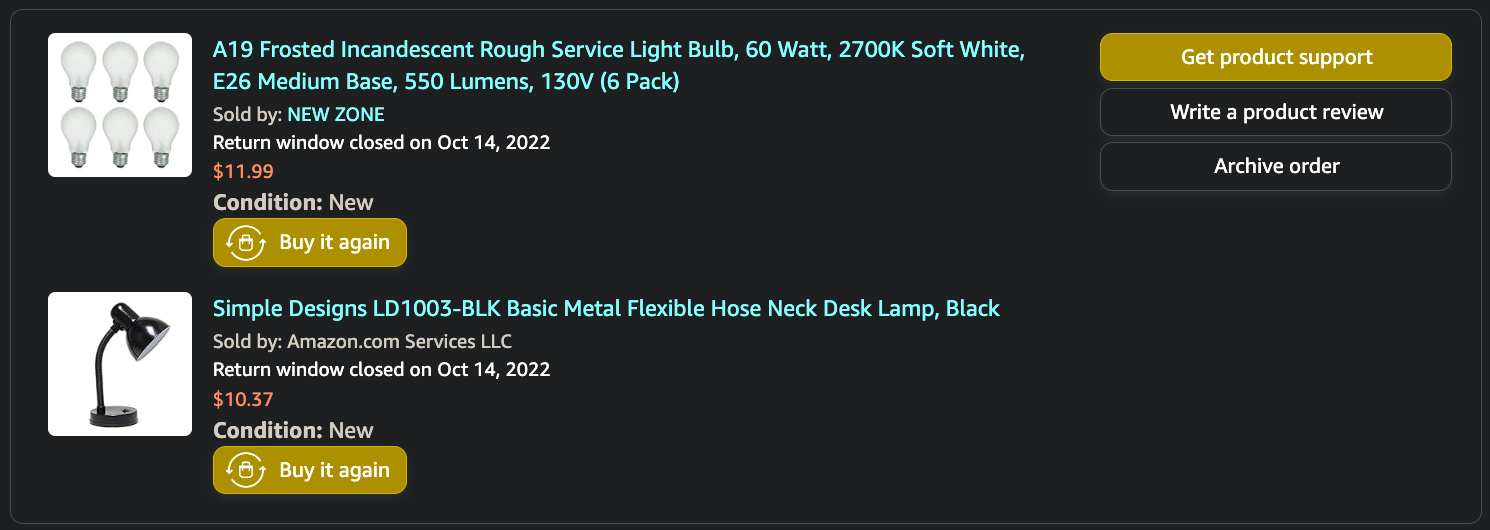 A19 Frosted Incandescent Rough Service Light Bulb, 60 Watt, 2700K Soft White,
E26 Medium Base, 550 Lumens, 130V (6 Pack)
Sold by: NEW ZONE
Return window closed on Oct 14, 2022
$11.99
Condition: New
Buy it again
Get product support
Write a product review
Archive order
Simple Designs LD1003-BLK Basic Metal Flexible Hose Neck Desk Lamp, Black
Sold by: Amazon.com Services LLC
Return window closed on Oct 14, 2022
$10.37
Condition: New
Buy it again